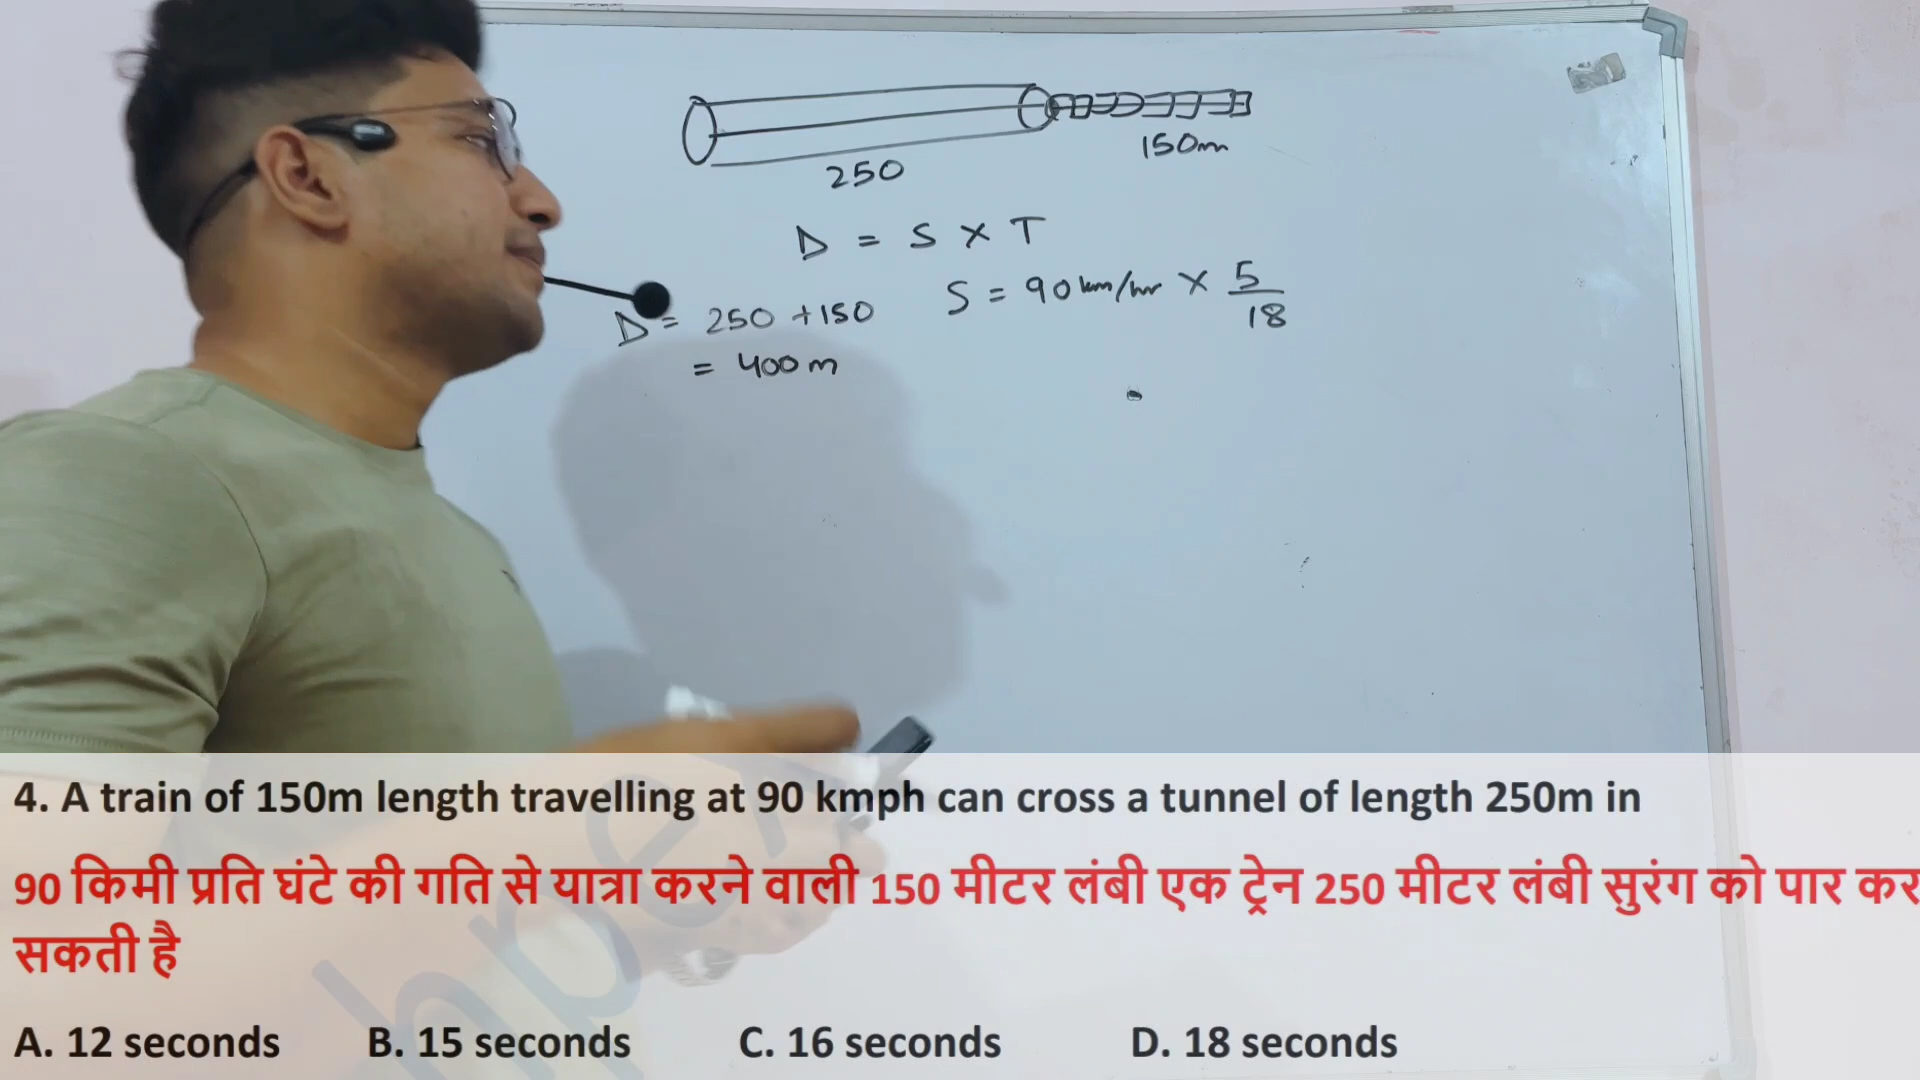 250
150m
D = S X T
S = 90 km/hr X 5/18
D = 250 + 150
= 400 m
4. A train of 150m length travelling at 90 kmph can cross a tunnel of length 250m in
90 किमी प्रति घंटे की गति से यात्रा करने वाली 150 मीटर लंबी एक ट्रेन 250 मीटर लंबी सुरंग को पार कर
सकती है
A. 12 seconds B. 15 seconds C. 16 seconds D. 18 seconds